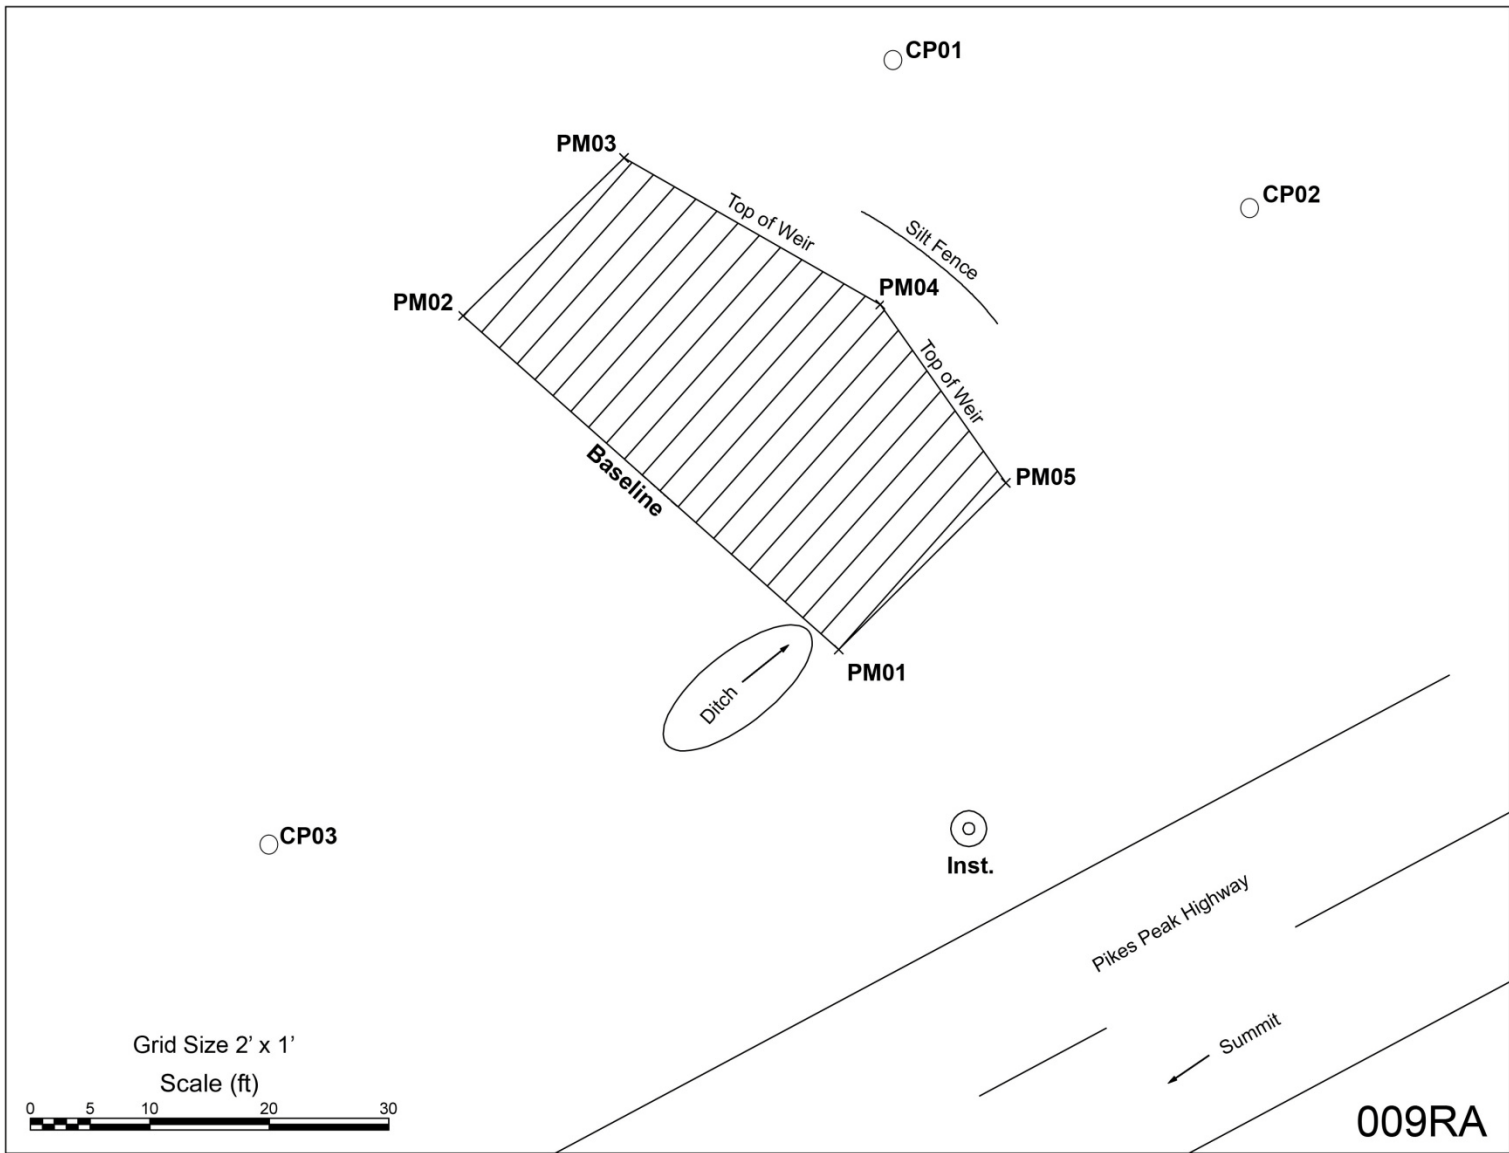 CP01
PM03
CP02
Top of Weir
Silt Fence
PM04
PM02
Top of Weir
Baseline
PM05
PM01
Ditch
CP03
Inst.
Pikes Peak Highway
Summit
Grid Size 2’ x 1’
Scale (ft)
0 5 10 20 30
009RA